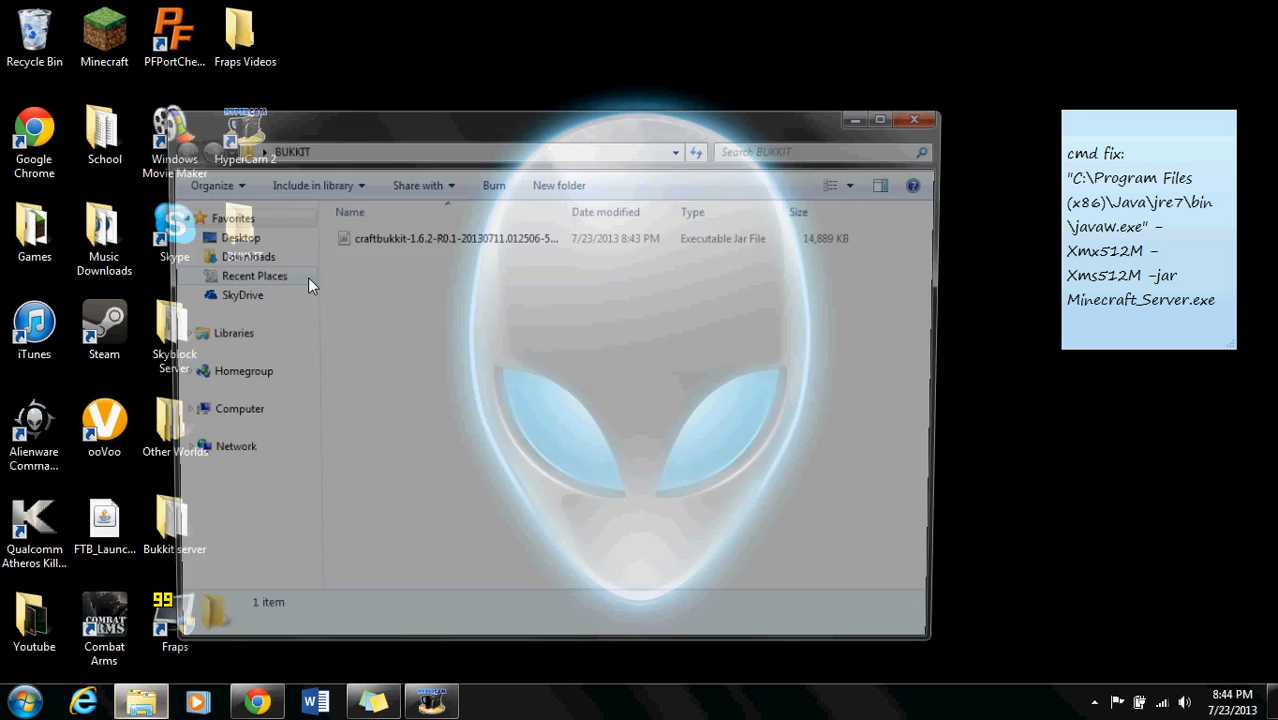 Recycle Bin
Minecraft
PFPortChe...
Fraps Videos
Google
Chrome
School
Windows
Movie Maker
HYPERCAM
HyperCam 2
Games
Music
Downloads
Skype
iTunes
Steam
Skyblock
Server
Alienware
Comma...
ooVoo
Other Worlds
Qualcomm
Atheros Kill...
FTB_Launc...
Bukkit server
Youtube
COMBAT ARMS
Combat
Arms
99
Fraps
BUKKIT
Search BUKKIT
Organize
Include in library
Share with
Burn
New folder
Name
Date modified
Type
Size
craftbukkit-1.6.2-R0.1-20130711.012506-5...
7/23/2013 8:43 PM
Executable Jar File
14,889 KB
Favorites
Desktop
Downloads
Recent Places
SkyDrive
Libraries
Homegroup
Computer
Network
1 item
cmd fix:
"C:\Program Files
(x86)\Java\jre7\bin
\javaw.exe" -
Xmx512M -
Xms512M -jar
Minecraft_Server.exe
HYPERCAM
8:44 PM
7/23/2013